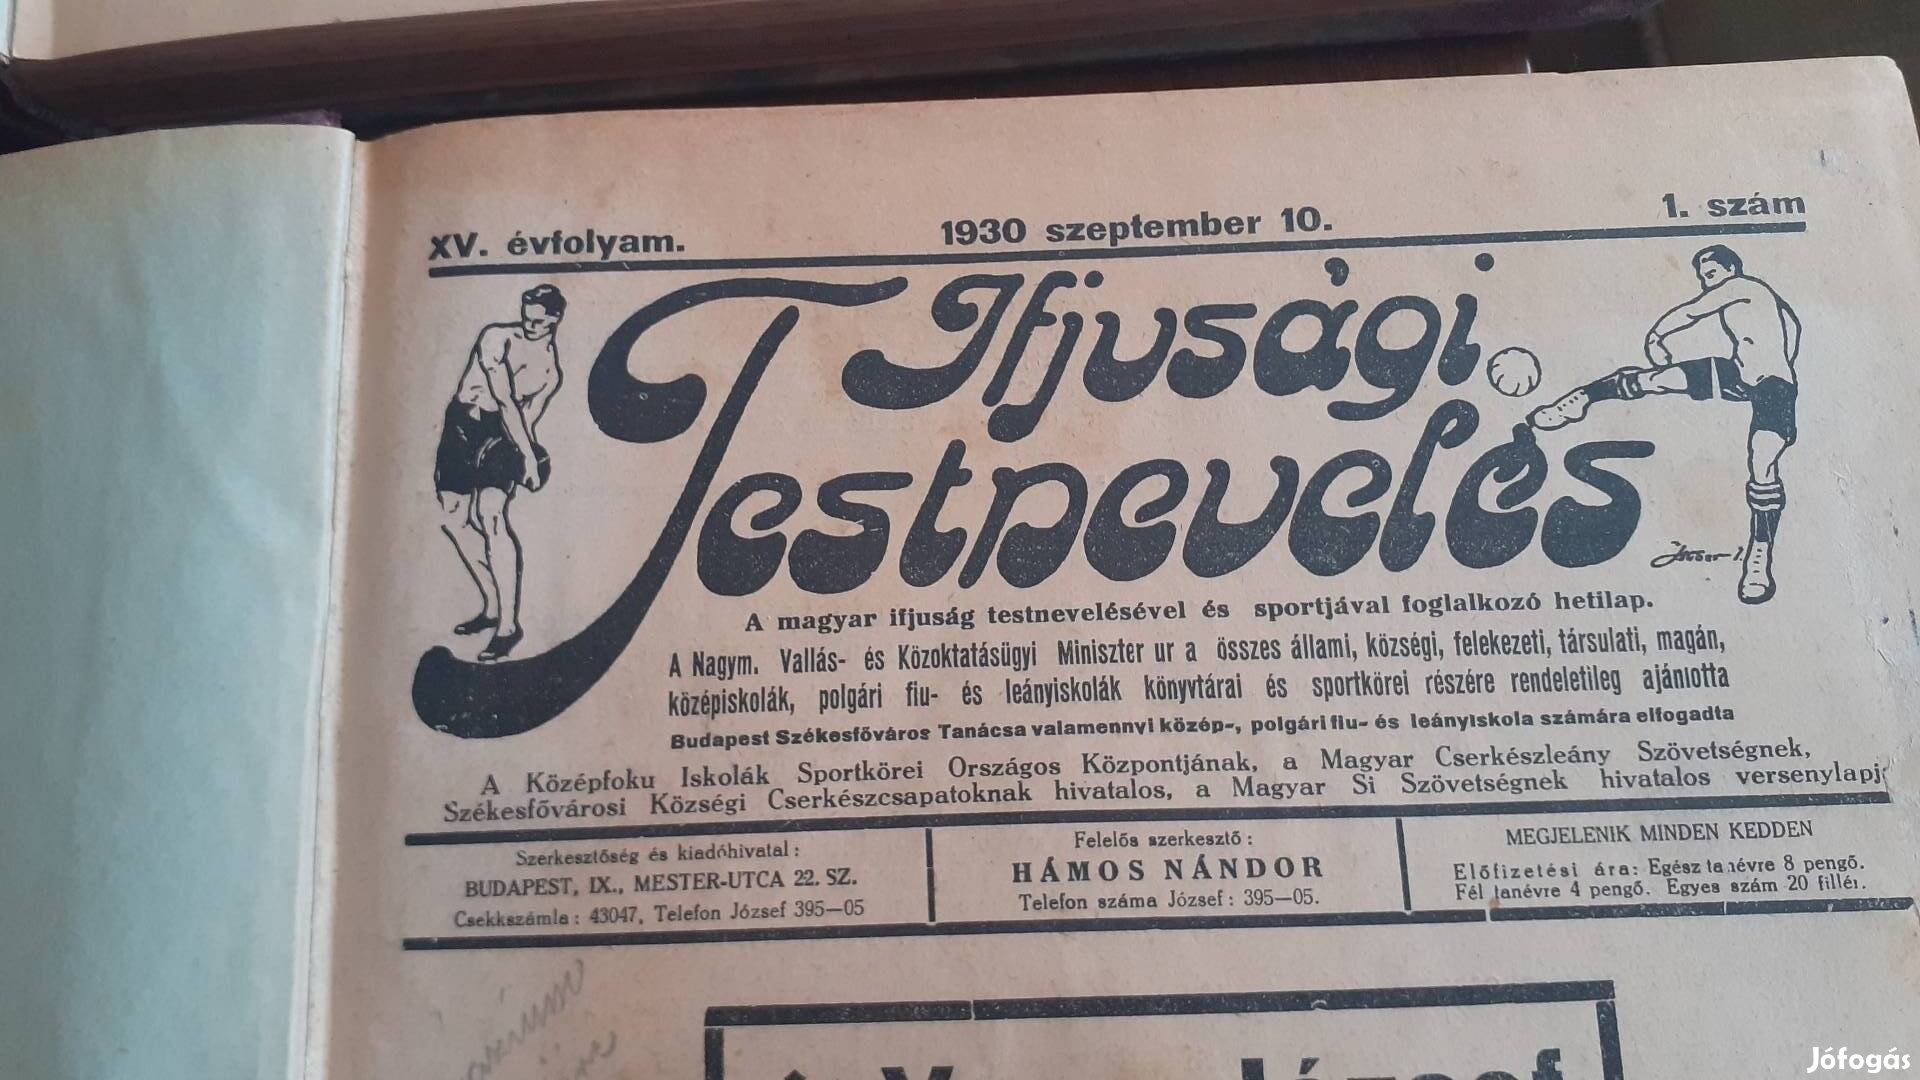 XV. évfolyam. 1930 szeptember 10. 1. szám
Ifjusági
Testnevelés
A magyar ifjuság testnevelésével és sportjával foglalkozó hetilap.
A Nagym. Vallás- és Közoktatásügyi Miniszter ur a összes állami, községi, felekezeti, társulati, magán,
középiskolák, polgári fiu- és leányiskolák könyvtárai és sportkörei részére rendeletileg ajánlotta
Budapest Székesfőváros Tanácsa valamennyi közép-, polgári fiu- és leányiskola számára elfogadta
A Középfoku Iskolák Sportkörei Országos Központjának, a Magyar Cserkészleány Szövetségnek,
Székesfővárosi Községi Cserkészcsapatoknak hivatalos, a Magyar Si Szövetségnek hivatalos versenylapj
Szerkesztőség és kiadóhivatal:
BUDAPEST, IX., MESTER-UTCA 22. SZ.
Csekkszámla: 43047, Telefon József 395—05
Felelős szerkesztő:
HÁMOS NÁNDOR
Telefon száma József: 395—05.
MEGJELENIK MINDEN KEDDEN
Előfizetési ára: Egész tanévre 8 pengő.
Fél tanévre 4 pengő. Egyes szám 20 fillér.
József
Jófogás